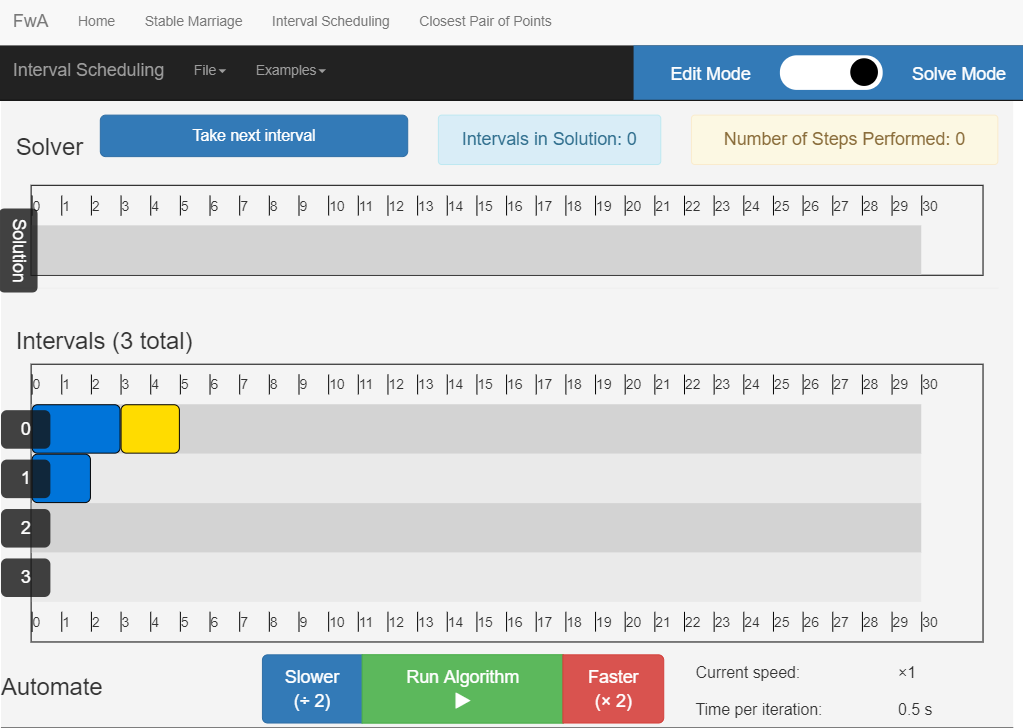 FwA Home Stable Marriage Interval Scheduling Closest Pair of Points
Interval Scheduling File Examples Edit Mode Solve Mode
Solver Take next interval Intervals in Solution: 0 Number of Steps Performed: 0
0 1 2 3 4 5 6 7 8 9 10 11 12 13 14 15 16 17 18 19 20 21 22 23 24 25 26 27 28 29 30
Solution
Intervals (3 total)
0 1 2 3 4 5 6 7 8 9 10 11 12 13 14 15 16 17 18 19 20 21 22 23 24 25 26 27 28 29 30
0
1
2
3
0 1 2 3 4 5 6 7 8 9 10 11 12 13 14 15 16 17 18 19 20 21 22 23 24 25 26 27 28 29 30
Automate
Slower
(÷ 2)
Run Algorithm
Faster
(× 2)
Current speed: ×1
Time per iteration: 0.5 s